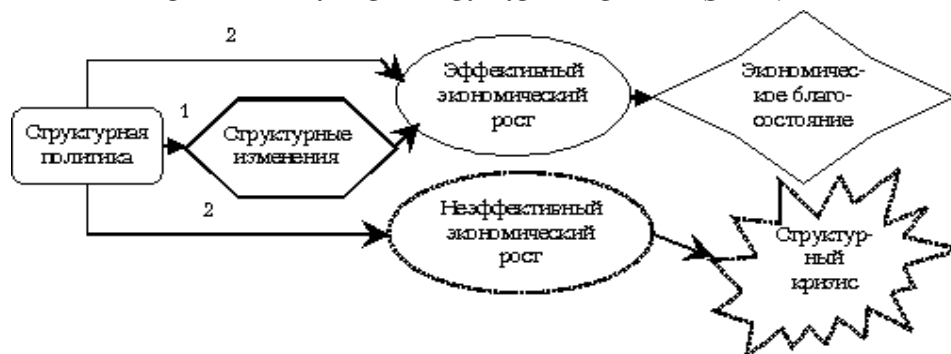 2
Эффективный
экономический
рост
Экономичес-
кое благо-
состояние
1
Структурная
политика
Структурные
изменения
2
Неэффективный
экономический
рост
Структур-
ный
кризис